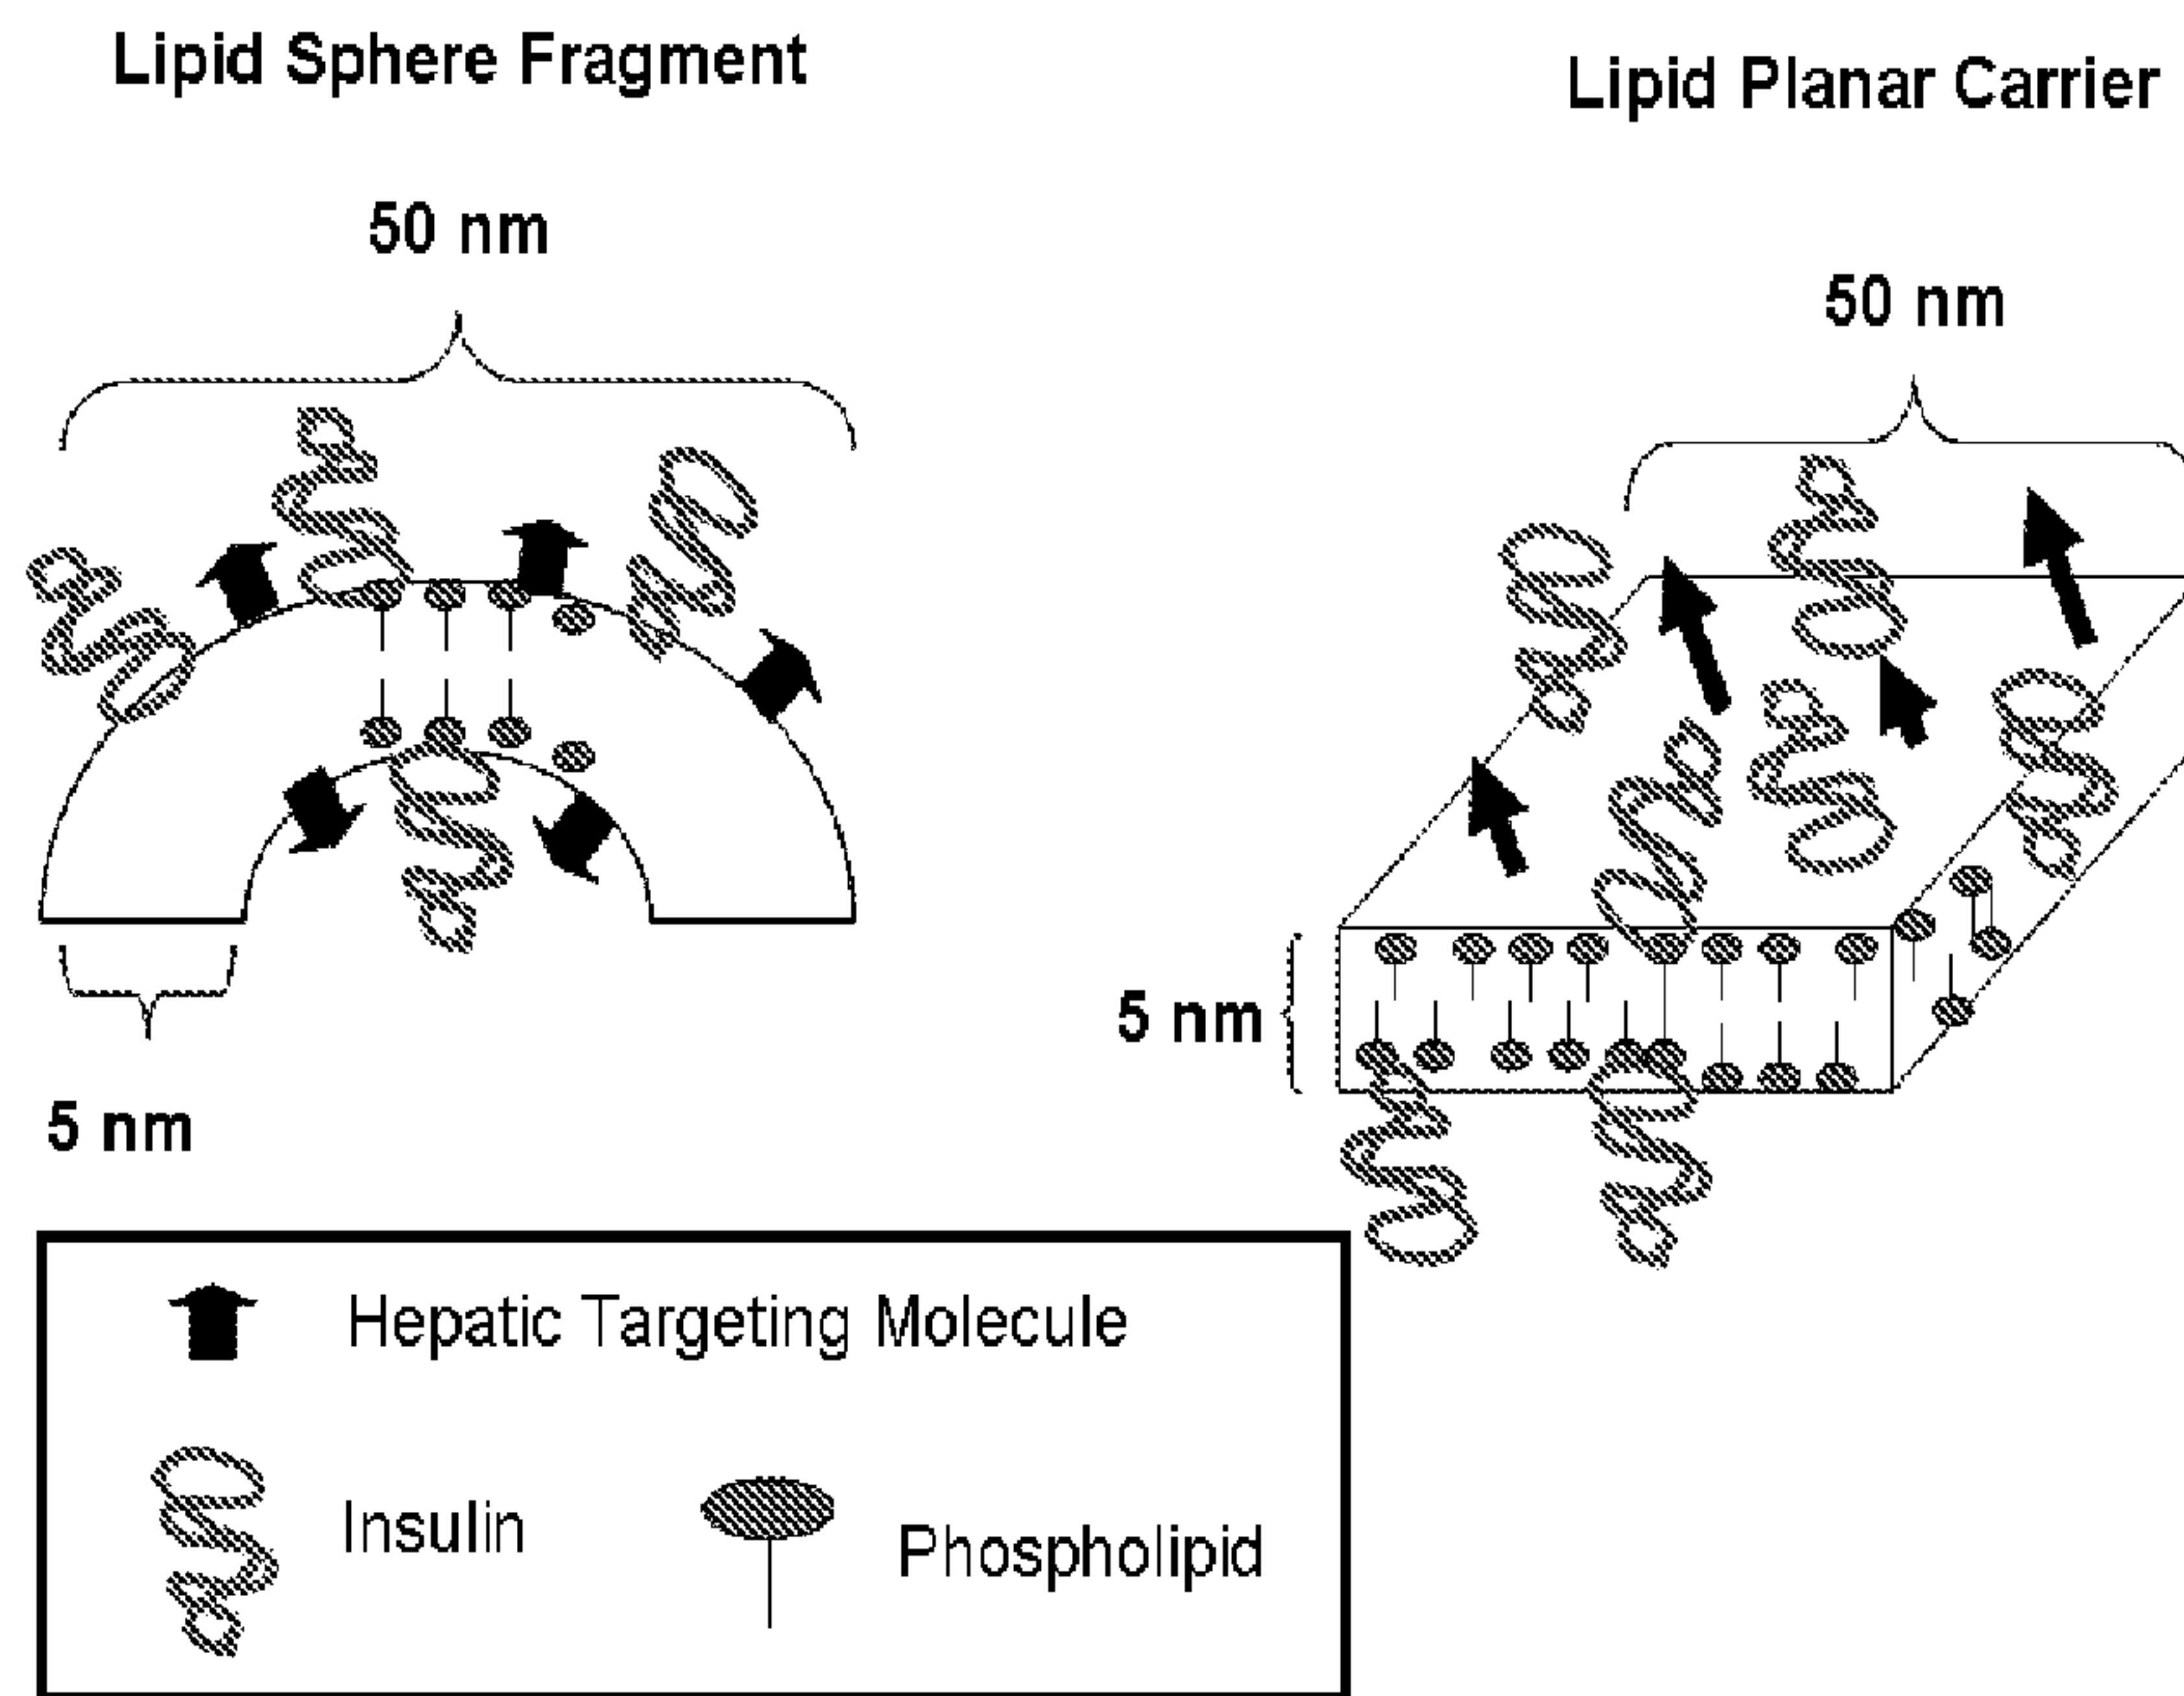 Lipid Sphere Fragment
Lipid Planar Carrier
50 nm
50 nm
5 nm
5 nm
Hepatic Targeting Molecule
Insulin
Phospholipid